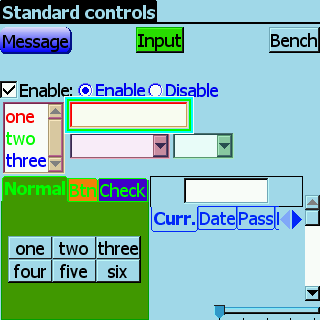 Standard controls
Message Input Bench
Enable: Enable Disable
one
two
three
Normal Btn Check
Curr. Date Pass
one two three
four five six